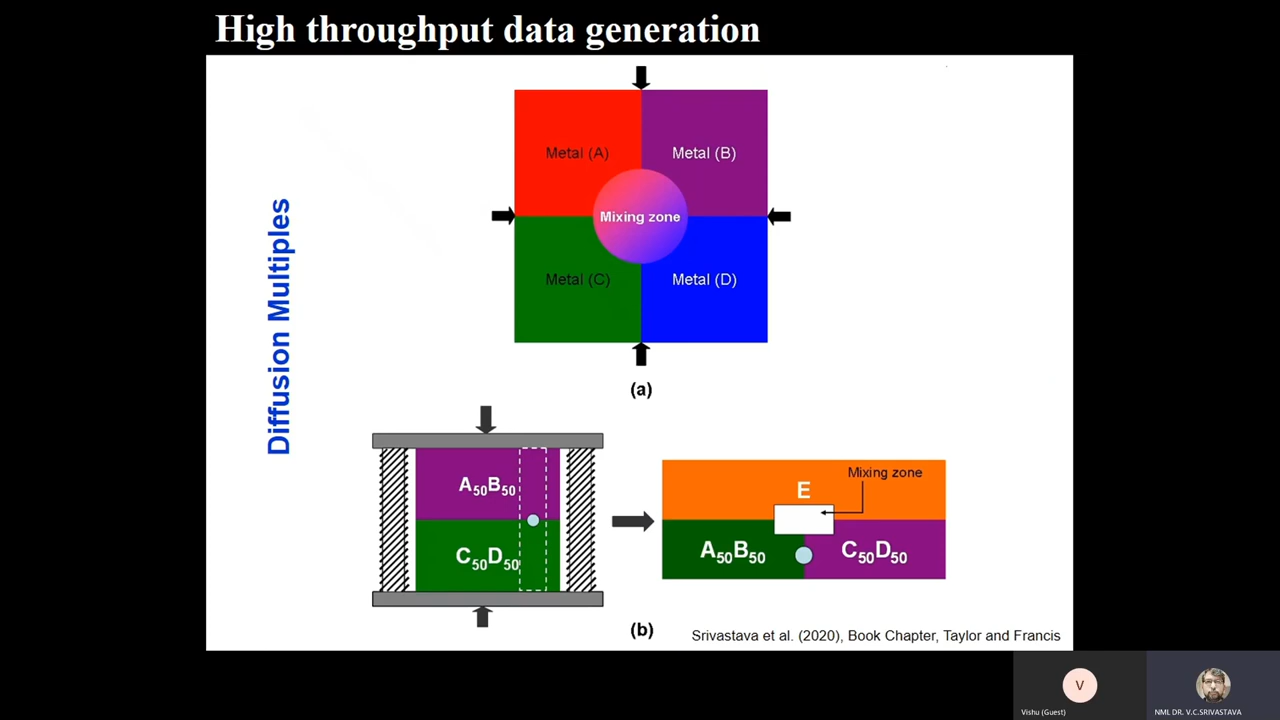 High throughput data generation
Diffusion Multiples
Metal (A)
Metal (B)
Mixing zone
Metal (C)
Metal (D)
(a)
A50B50
C50D50
E
Mixing zone
A50B50
C50D50
(b)
Srivastava et al. (2020), Book Chapter, Taylor and Francis
V
Vishu (Guest)
NML DR. V.C.SRIVASTAVA